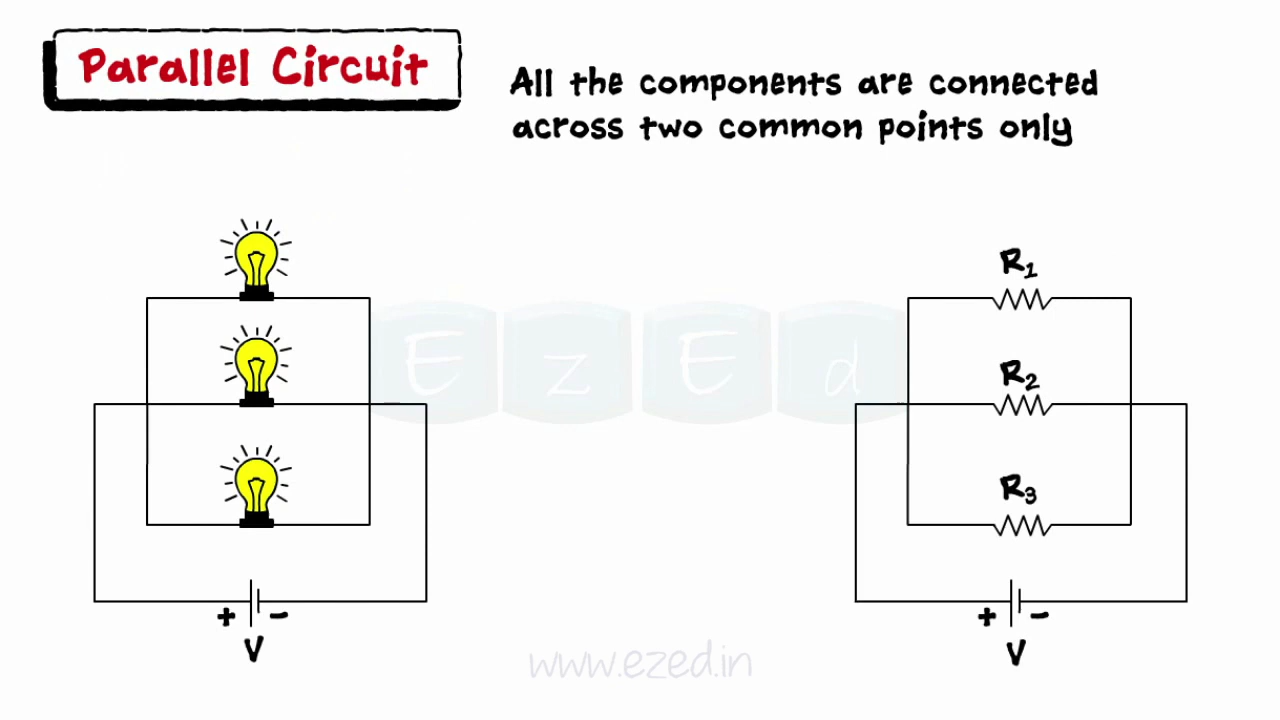 Parallel Circuit
All the components are connected
across two common points only
R1
R2
R3
EzEd
+ -
V
+ -
V
www.ezed.in